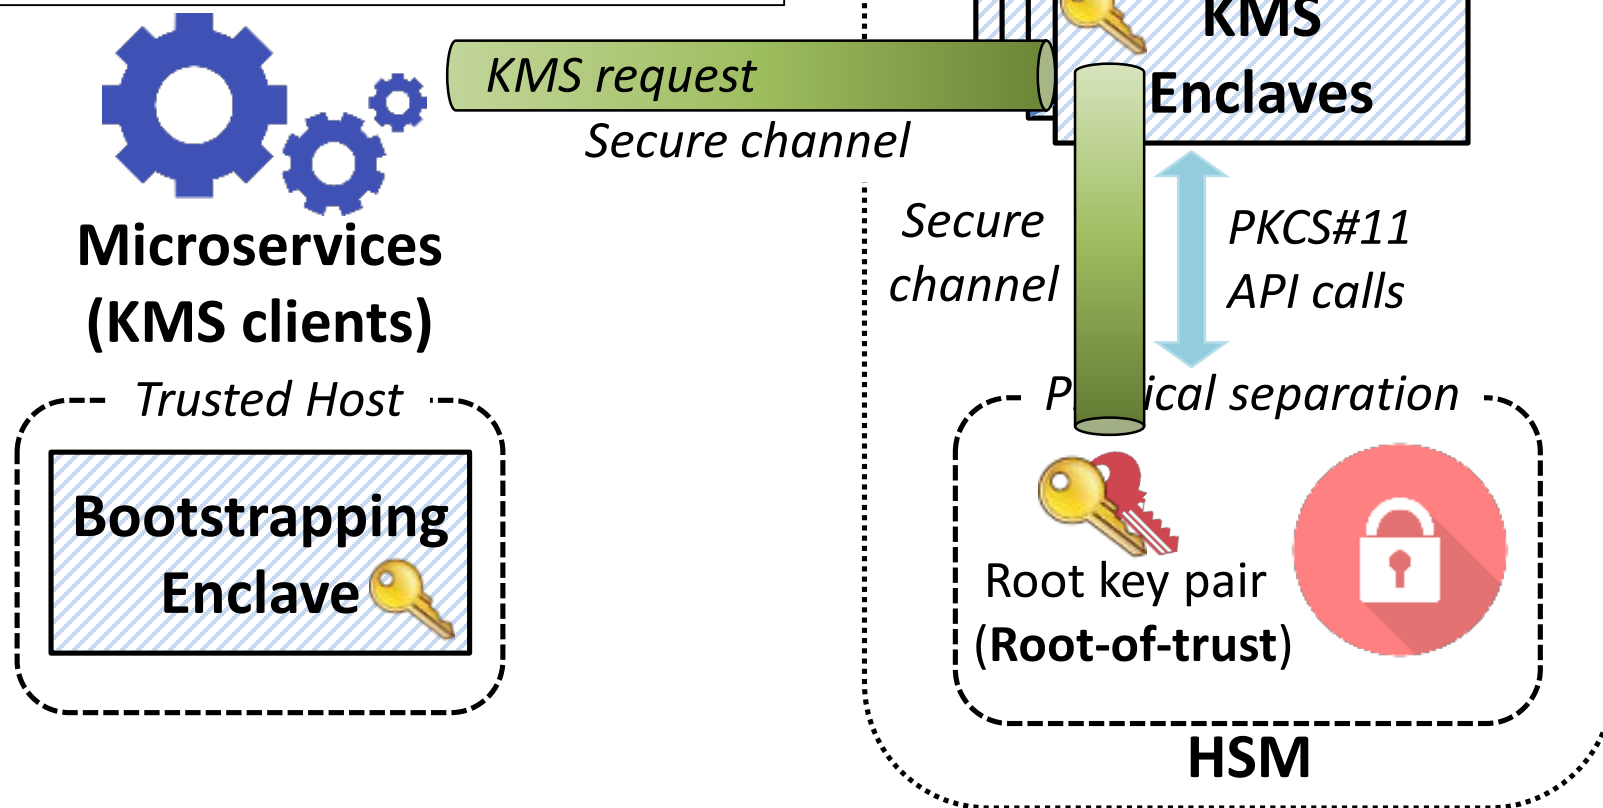 KMS
Enclaves
KMS request
Secure channel
Microservices
(KMS clients)
Secure
channel
PKCS#11
API calls
Trusted Host
Bootstrapping
Enclave
separation
Root key pair
(Root-of-trust)
HSM